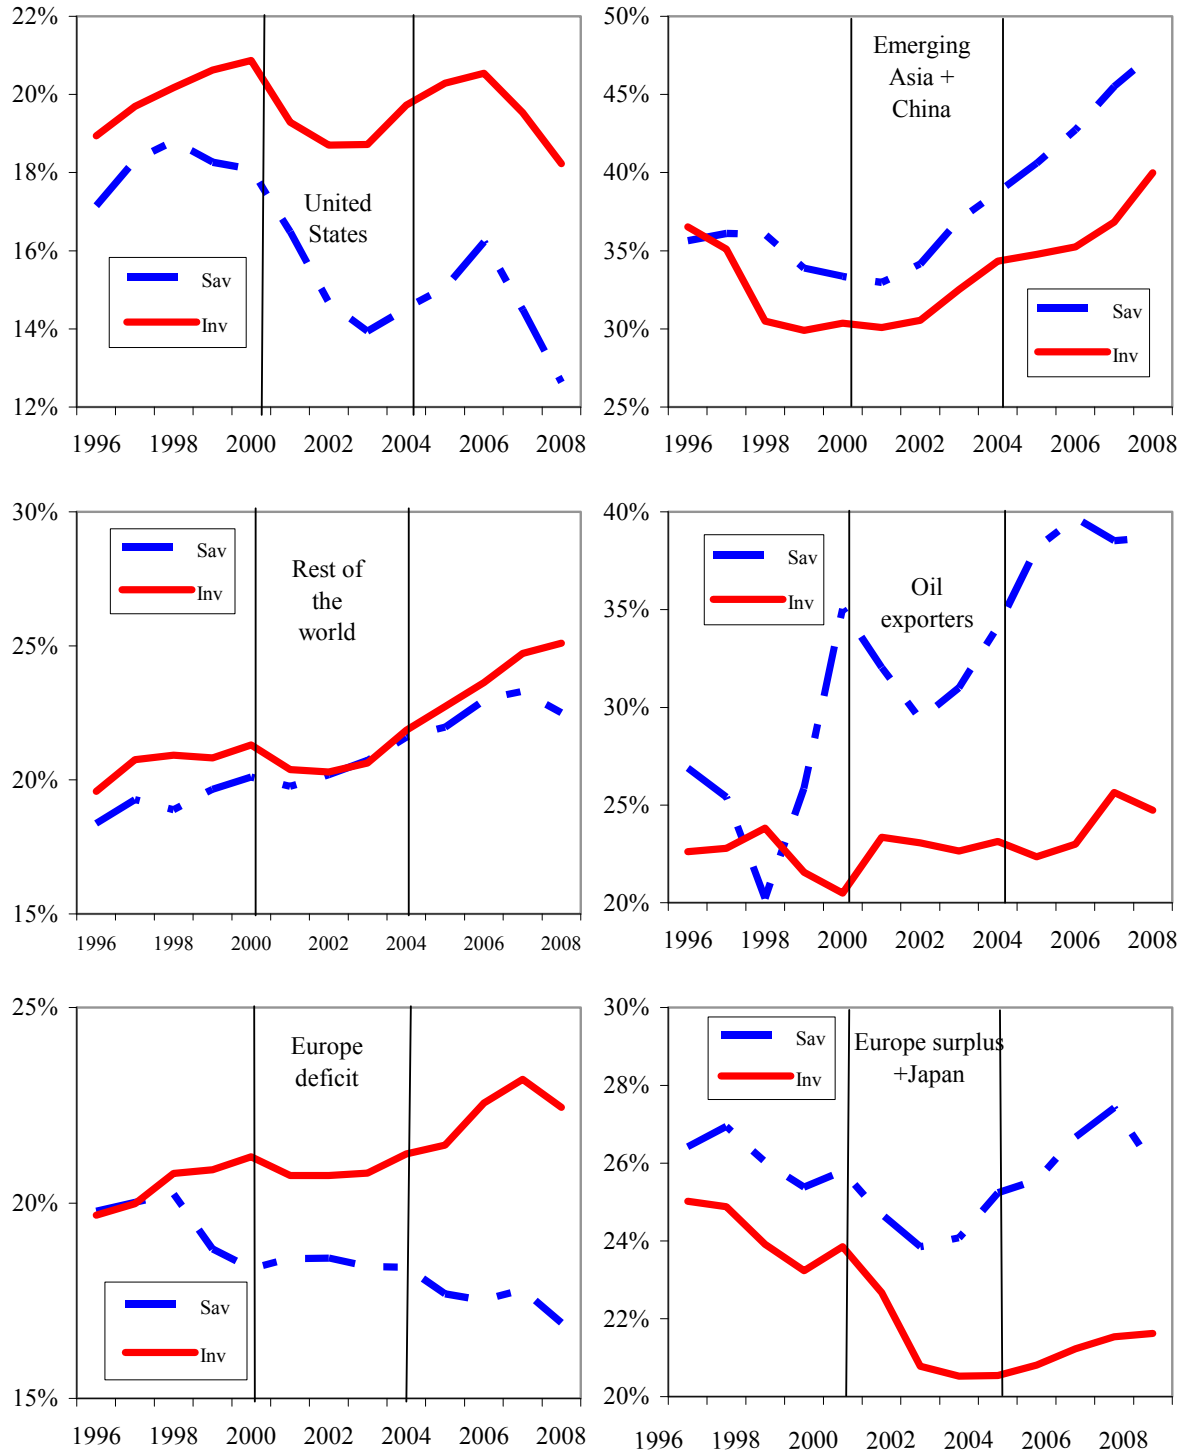 22%
20%
18%
16%
14%
12%
United
States
Sav
Inv
1996 1998 2000 2002 2004 2006 2008
50%
45%
40%
35%
30%
25%
Emerging
Asia +
China
Sav
Inv
1996 1998 2000 2002 2004 2006 2008
30%
25%
20%
15%
Sav
Inv
Rest of
the
world
1996 1998 2000 2002 2004 2006 2008
40%
35%
30%
25%
20%
Sav
Inv
Oil
exporters
1996 1998 2000 2002 2004 2006 2008
25%
20%
15%
Europe
deficit
Sav
Inv
1996 1998 2000 2002 2004 2006 2008
30%
28%
26%
24%
22%
20%
Sav
Inv
Europe surplus
+Japan
1996 1998 2000 2002 2004 2006 2008